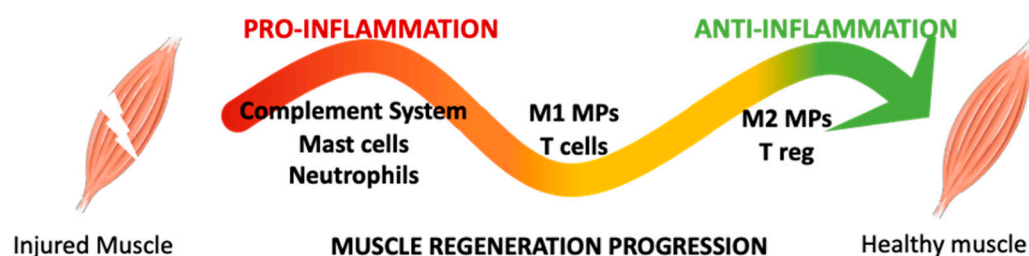 PRO-INFLAMMATION
ANTI-INFLAMMATION
Complement System
Mast cells
Neutrophils
M1 MPs
T cells
M2 MPs
T reg
Injured Muscle
MUSCLE REGENERATION PROGRESSION
Healthy muscle